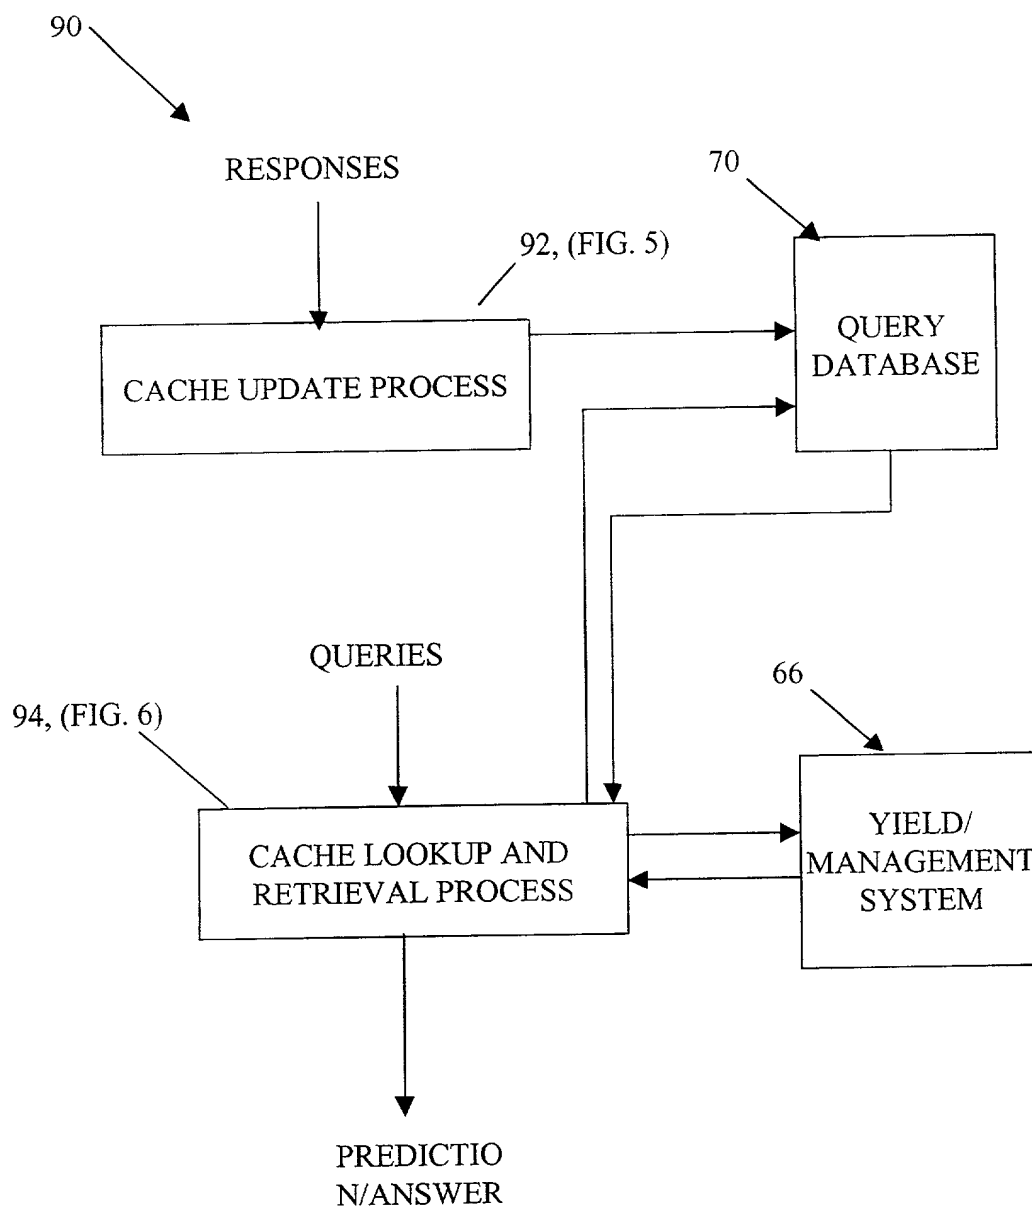 90
RESPONSES
70
92, (FIG. 5)
QUERY
DATABASE
CACHE UPDATE PROCESS
QUERIES
66
94, (FIG. 6)
CACHE LOOKUP AND
RETRIEVAL PROCESS
YIELD/
MANAGEMENT
SYSTEM
PREDICTIO
N/ANSWER